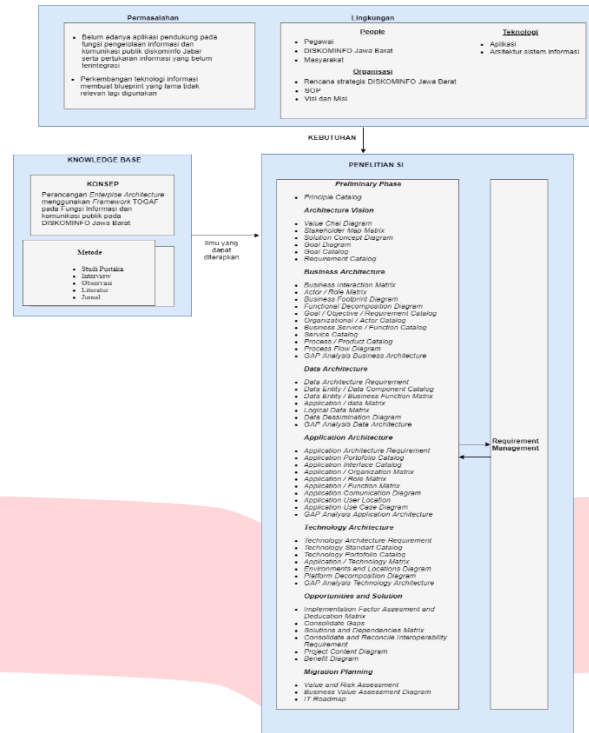 Permasalahan
• Belum adanya aplikasi pendukung pada
fungsi pengelolaan informasi dan
komunikasi publik diskominfo Jabar
serta pertukaran informasi yang belum
terintegrasi
• Perkembangan teknologi informasi
membuat blueprint yang lama tidak
relevan lagi digunakan
Lingkungan
People
• Pegawai
• DISKOMINFO Jawa Barat
• Masyarakat
Organisasi
• Rencana strategis DISKOMINFO Jawa Barat
• SOP
• Visi dan Misi
Teknologi
• Aplikasi
• Arsitektur sistem informasi
KEBUTUHAN
KNOWLEDGE BASE
KONSEP
Perancangan Enterpise Architecture
menggunakan Framework TOGAF
pada Fungsi Informasi dan
komunikasi publik pada
DISKOMINFO Jawa Barat
Metode
• Studi Pustaka
• Interview
• Observasi
• Literatur
• Jurnal
Ilmu yang
dapat
diterapkan
PENELITIAN SI
Preliminary Phase
• Principle Catalog
Architecture Vision
• Value Chai Diagram
• Stakeholder Map Matrix
• Solution Concept Diagram
• Goal Diagram
• Goal Catalog
• Requirement Catalog
Business Architecture
• Business Interaction Matrix
• Actor / Role Matrix
• Business Footprint Diagram
• Functional Decomposition Diagram
• Goal / Objective / Requirement Catalog
• Organizational / Actor Catalog
• Business Service / Function Catalog
• Service Catalog
• Process / Product Catalog
• Process Flow Diagram
• GAP Analysis Business Architecture
Data Architecture
• Data Architecture Requirement
• Data Entity / Data Component Catalog
• Data Entity / Business Function Matrix
• Application / data Matrix
• Logical Data Matrix
• Data Dessimination Diagram
• GAP Analysis Data Architecture
Application Architecture
• Application Architecture Requirement
• Application Portofolio Catalog
• Application Interface Catalog
• Application / Organization Matrix
• Application / Role Matrix
• Application / Function Matrix
• Application Comunication Diagram
• Application User Location
• Application Use Case Diagram
• GAP Analysis Application Architecture
Technology Architecture
• Technology Architecture Requirement
• Technology Standart Catalog
• Technology Portofolio Catalog
• Application / Technology Matrix
• Environments and Locations Diagram
• Platform Decomposition Diagram
• GAP Analysis Technology Architecture
Opportunities and Solution
• Implementation Factor Assesment and
Deducation Matrix
• Consolidate Gaps
• Solutions and Dependencies Matrix
• Consolidate and Reconcile Interoperability
Requirement
• Project Content Diagram
• Benefit Diagram
Migration Planning
• Value and Risk Assessment
• Business Value Assessment Diagram
• IT Roadmap
Requirement
Management